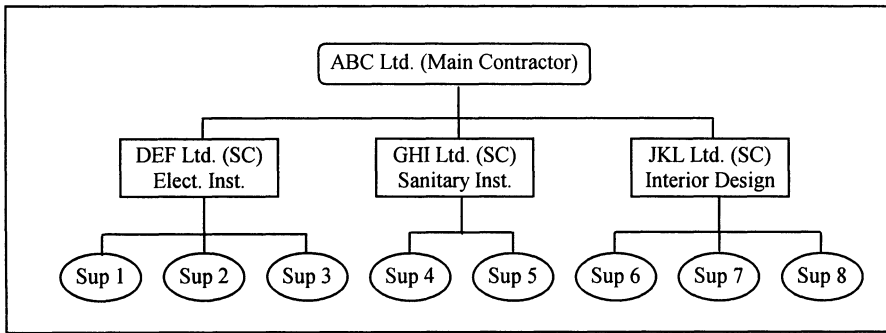 ABC Ltd. (Main Contractor)
DEF Ltd. (SC)
Elect. Inst.
GHI Ltd. (SC)
Sanitary Inst.
JKL Ltd. (SC)
Interior Design
Sup 1
Sup 2
Sup 3
Sup 4
Sup 5
Sup 6
Sup 7
Sup 8